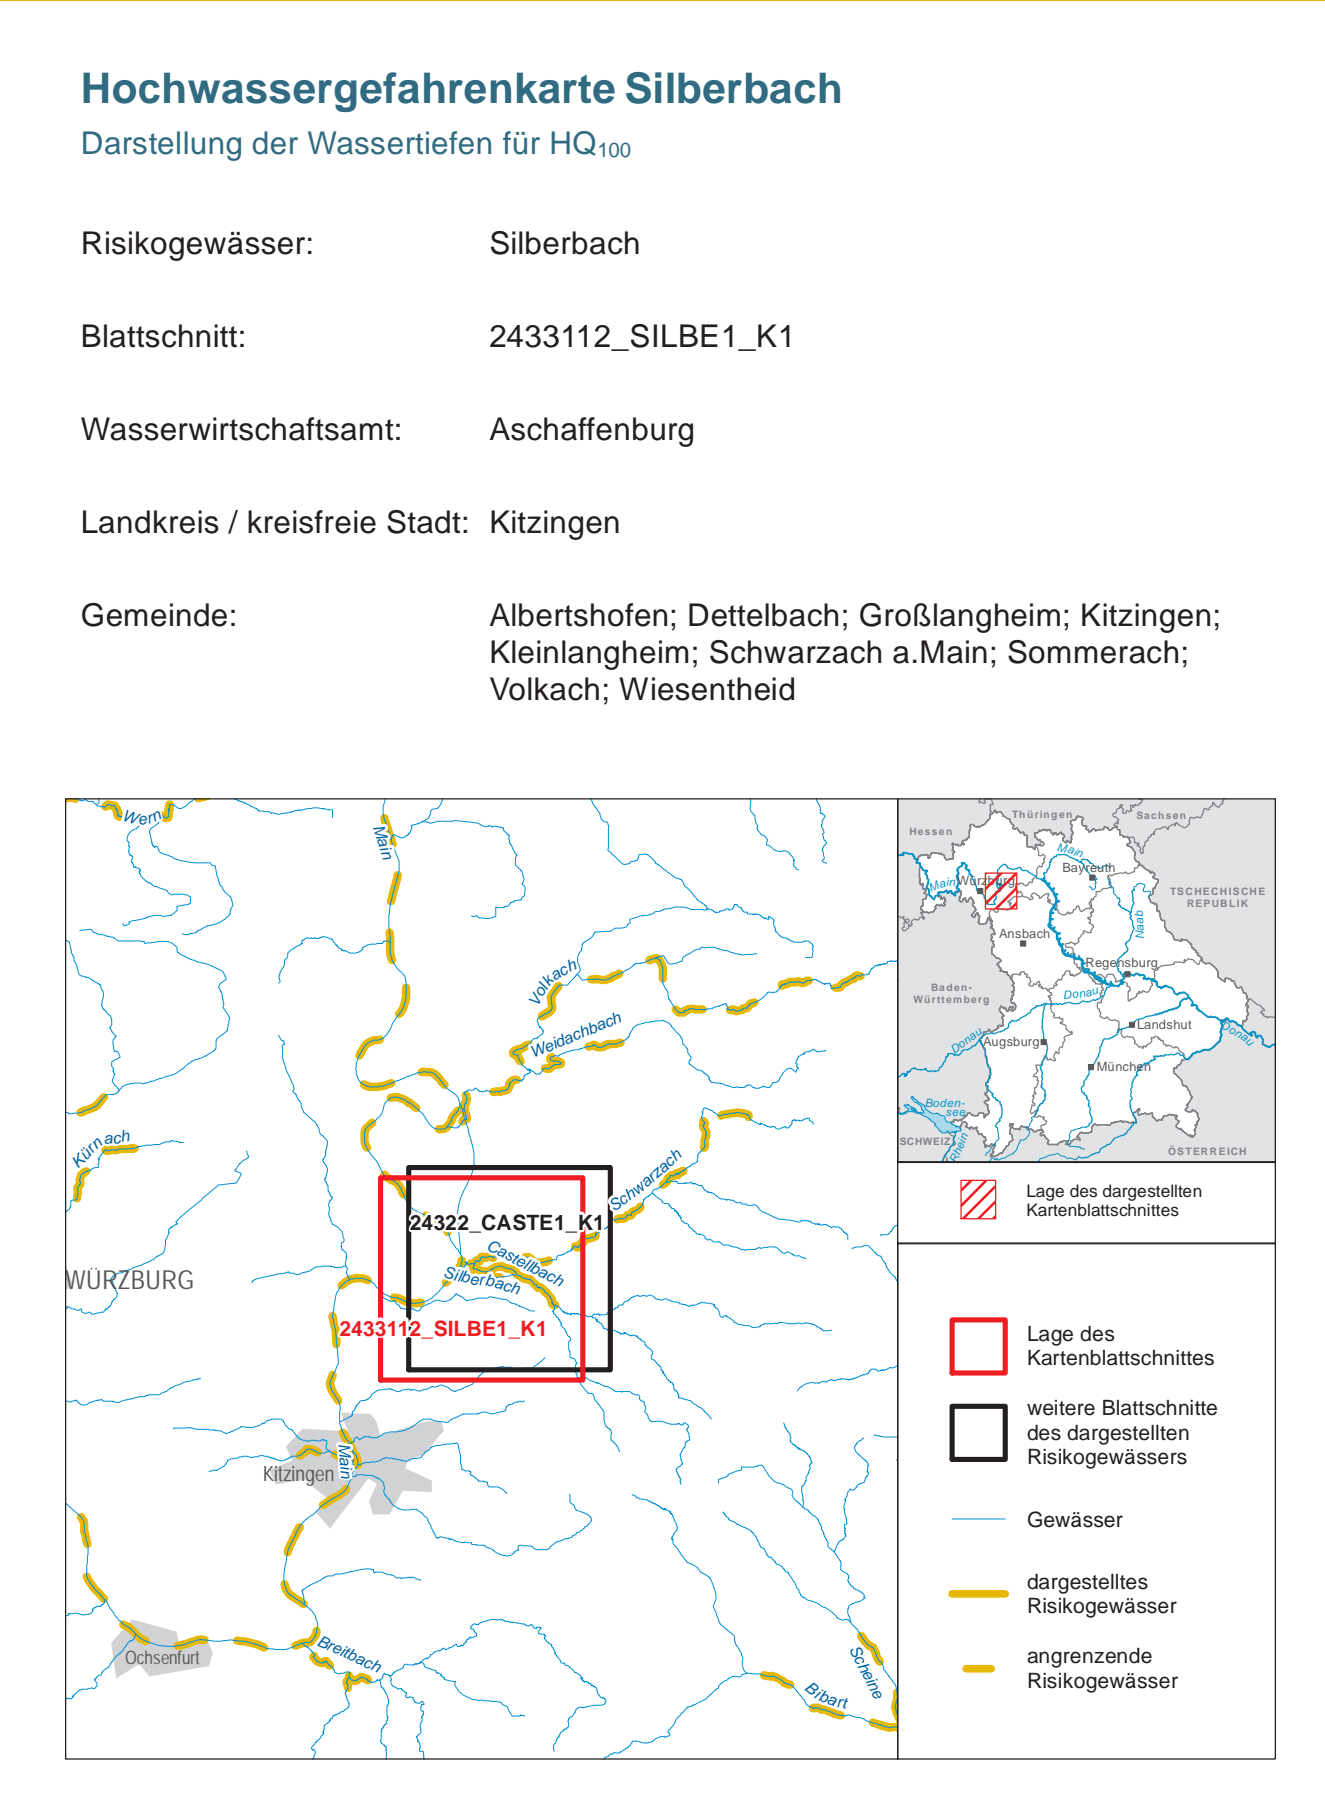 Hochwassergefahrenkarte Silberbach
Darstellung der Wassertiefen für HQ100
Risikogewässer: Silberbach
Blattschnitt: 2433112_SILBE1_K1
Wasserwirtschaftsamt: Aschaffenburg
Landkreis / kreisfreie Stadt: Kitzingen
Gemeinde: Albertshofen; Dettelbach; Großlangheim; Kitzingen;
Kleinlangheim; Schwarzach a.Main; Sommerach;
Volkach; Wiesentheid
Wern
Main
Volkach
Weidachbach
Kürnach
Schwarzach
24322_CASTE1_K1
Castellbach
Silberbach
WÜRZBURG
2433112_SILBE1_K1
Main
Kitzingen
Ochsenfurt
Breitbach
Scheine
Bibart
Thüringen
Sachsen
Hessen
Main
Bayreuth
Main
Würzburg
TSCHECHISCHE
REPUBLIK
Naab
Ansbach
Regensburg
Baden-
Württemberg
Donau
Landshut
Donau
Donau
Augsburg
München
Boden-
see
SCHWEIZ
Rhein
ÖSTERREICH
Lage des dargestellten
Kartenblattschnittes
Lage des
Kartenblattschnittes
weitere Blattschnitte
des dargestellten
Risikogewässers
Gewässer
dargestelltes
Risikogewässer
angrenzende
Risikogewässer